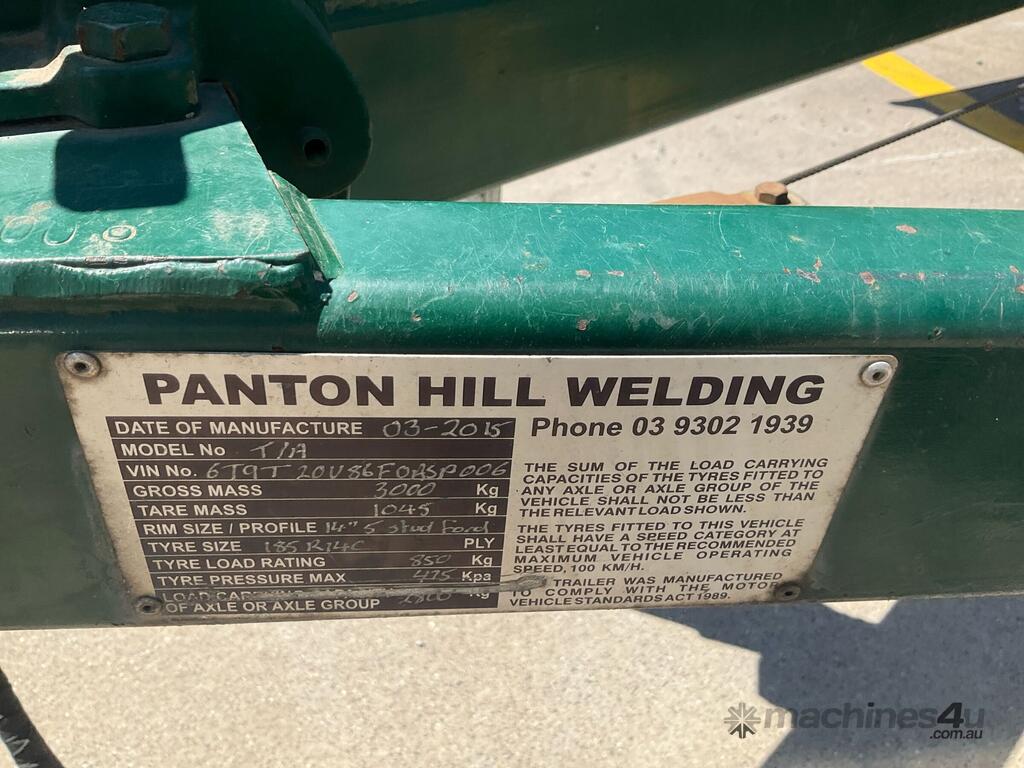 PANTON HILL WELDING
DATE OF MANUFACTURE 03-2015
Phone 03 9302 1939
MODEL No T/A
VIN No.
GROSS MASS 3000 Kg
TARE MASS 1045 Kg
RIM SIZE / PROFILE 14" 5 stud Ford
TYRE SIZE 185R14C PLY
TYRE LOAD RATING 850 Kg
TYRE PRESSURE MAX 475 Kpa
LOAD CARRYING
OF AXLE OR AXLE GROUP 2800 Kg
THE SUM OF THE LOAD CARRYING
CAPACITIES OF THE TYRES FITTED TO
ANY AXLE OR AXLE GROUP OF THE
VEHICLE SHALL NOT BE LESS THAN
THE RELEVANT LOAD SHOWN.
THE TYRES FITTED TO THIS VEHICLE
SHALL HAVE A SPEED CATEGORY AT
LEAST EQUAL TO THE RECOMMENDED
MAXIMUM VEHICLE OPERATING
SPEED, 100 KM/H.
TRAILER WAS MANUFACTURED
TO COMPLY WITH THE MOTOR
VEHICLE STANDARDS ACT 1989.
machines4u
.com.au